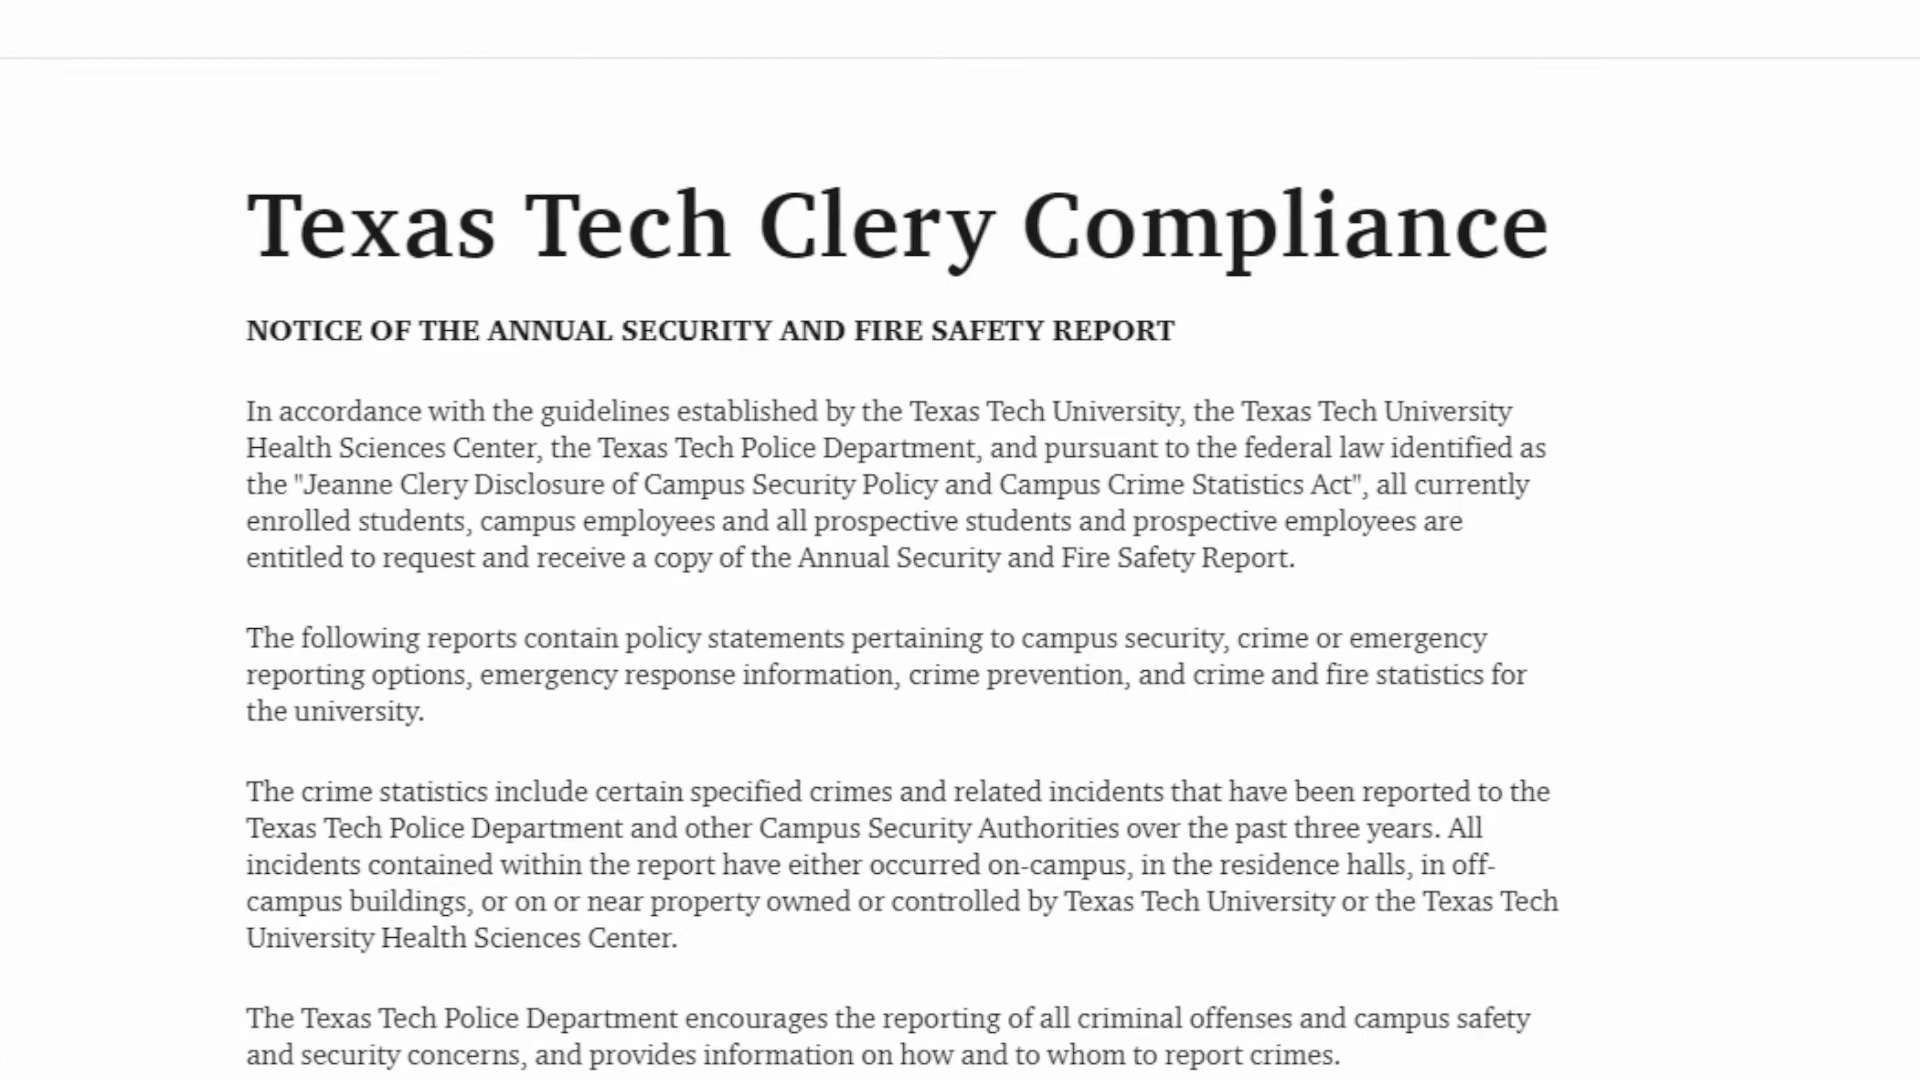 Texas Tech Clery Compliance
NOTICE OF THE ANNUAL SECURITY AND FIRE SAFETY REPORT
In accordance with the guidelines established by the Texas Tech University, the Texas Tech University
Health Sciences Center, the Texas Tech Police Department, and pursuant to the federal law identified as
the "Jeanne Clery Disclosure of Campus Security Policy and Campus Crime Statistics Act", all currently
enrolled students, campus employees and all prospective students and prospective employees are
entitled to request and receive a copy of the Annual Security and Fire Safety Report.
The following reports contain policy statements pertaining to campus security, crime or emergency
reporting options, emergency response information, crime prevention, and crime and fire statistics for
the university.
The crime statistics include certain specified crimes and related incidents that have been reported to the
Texas Tech Police Department and other Campus Security Authorities over the past three years. All
incidents contained within the report have either occurred on-campus, in the residence halls, in off-
campus buildings, or on or near property owned or controlled by Texas Tech University or the Texas Tech
University Health Sciences Center.
The Texas Tech Police Department encourages the reporting of all criminal offenses and campus safety
and security concerns, and provides information on how and to whom to report crimes.